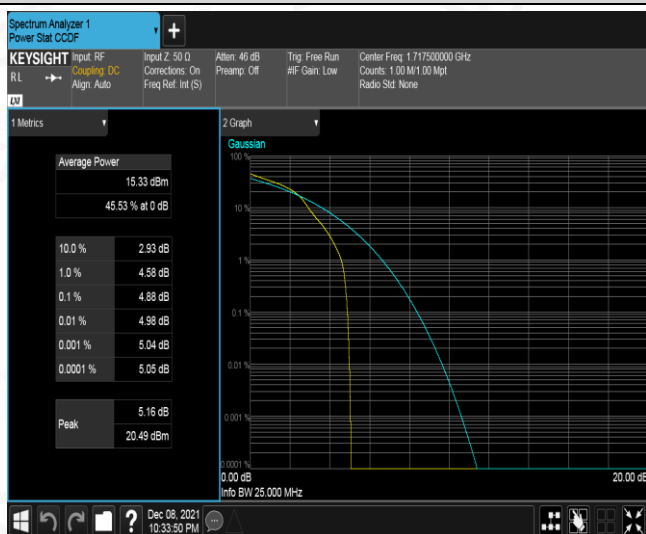 Spectrum Analyzer 1
Power Stat CCDF
KEYSIGHT
R L
LXI
Input: RF
Coupling: DC
Align: Auto
Input Z: 50 Ω
Corrections: On
Freq Ref: Int (S)
Atten: 46 dB
Preamp: Off
Trig: Free Run
#IF Gain: Low
Center Freq: 1.717500000 GHz
Counts: 1.00 M/1.00 Mpt
Radio Std: None
1 Metrics
Average Power
15.33 dBm
45.53 % at 0 dB
10.0 % 2.93 dB
1.0 % 4.58 dB
0.1 % 4.88 dB
0.01 % 4.98 dB
0.001 % 5.04 dB
0.0001 % 5.05 dB
Peak
5.16 dB
20.49 dBm
2 Graph
Gaussian
100 %
10 %
1 %
0.1 %
0.01 %
0.001 %
0.0001 %
0.00 dB
20.00 dB
Info BW 25.000 MHz
?
Dec 08, 2021
10:33:50 PM